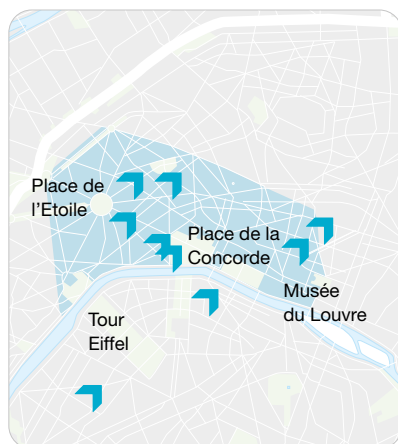 Place de
l'Etoile
Place de la
Concorde
Musée
du Louvre
Tour
Eiffel